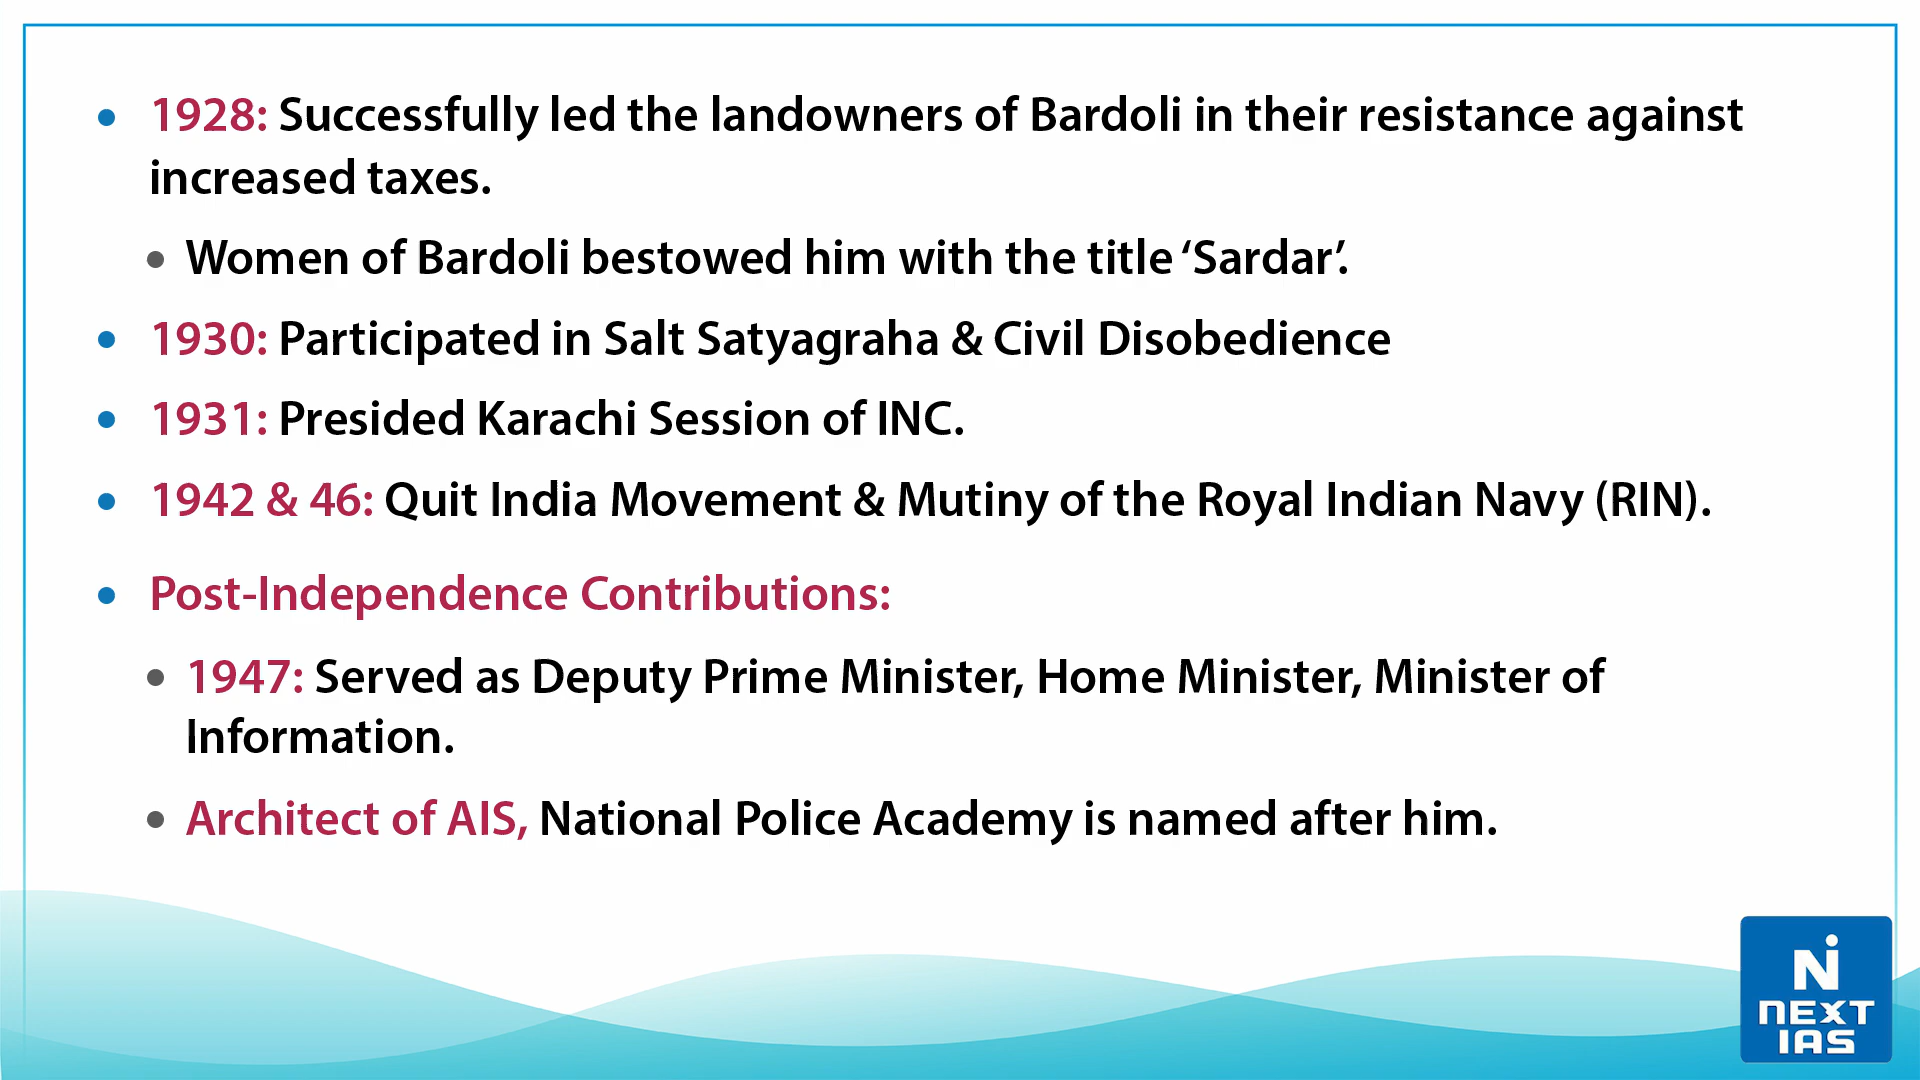 • 1928: Successfully led the landowners of Bardoli in their resistance against
increased taxes.
• Women of Bardoli bestowed him with the title ‘Sardar’.
• 1930: Participated in Salt Satyagraha & Civil Disobedience
• 1931: Presided Karachi Session of INC.
• 1942 & 46: Quit India Movement & Mutiny of the Royal Indian Navy (RIN).
• Post-Independence Contributions:
• 1947: Served as Deputy Prime Minister, Home Minister, Minister of
Information.
• Architect of AIS, National Police Academy is named after him.
N
NEXT
IAS